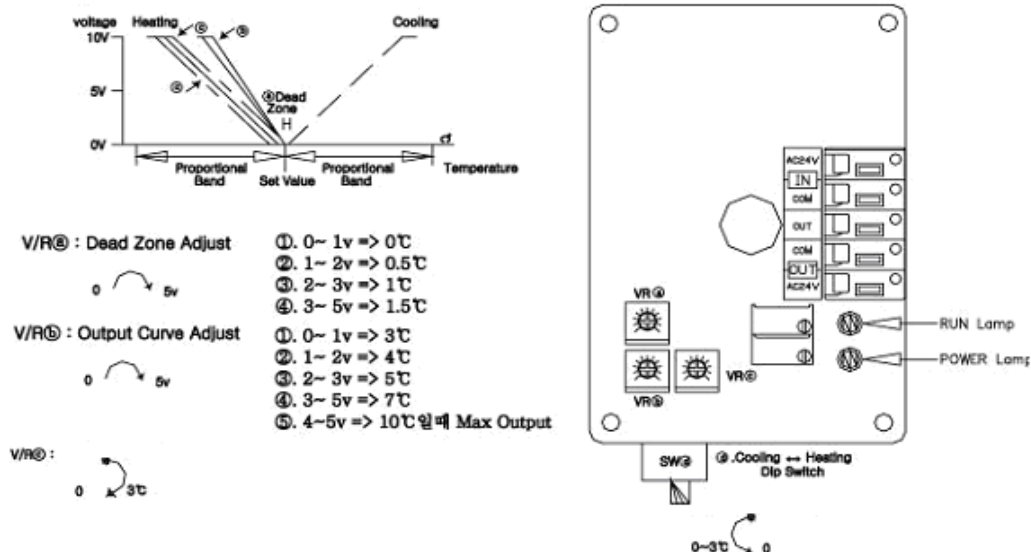 voltage Heating ⓒ ⓑ Cooling
10V
5V
ⓐ Dead
Zone
H
0V
Proportional Band
Set Value
Proportional Band
Temperature
V/Rⓐ : Dead Zone Adjust
0 5v
①. 0~ 1v => 0℃
②. 1~ 2v => 0.5℃
③. 2~ 3v => 1℃
④. 3~ 5v => 1.5℃
V/Rⓑ : Output Curve Adjust
0 5v
①. 0~ 1v => 3℃
②. 1~ 2v => 4℃
③. 2~ 3v => 5℃
④. 3~ 5v => 7℃
⑤. 4~5v => 10℃일때 Max Output
V/Rⓒ :
0 3℃
AC24V
IN
COM
OUT
COM
OUT
AC24V
VRⓐ
VRⓑ
VRⓒ
RUN Lamp
POWER Lamp
SWⓓ
ⓓ.Cooling ↔ Heating
Dip Switch
0~3℃ 0